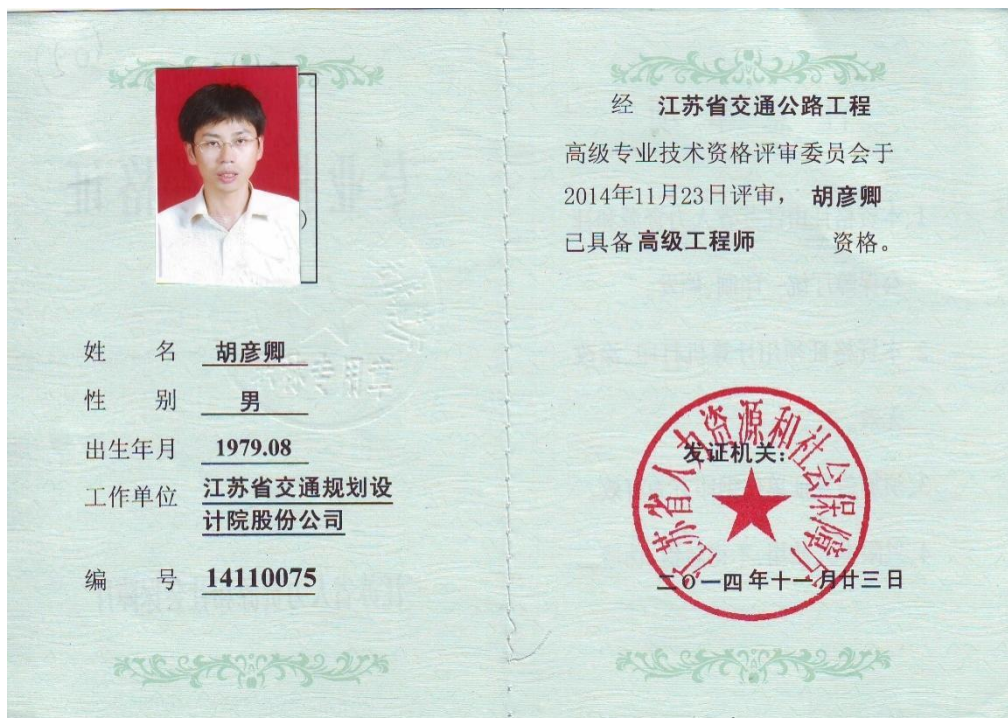 姓 名 胡彦卿
性 别 男
出生年月 1979.08
工作单位 江苏省交通规划设
计院股份公司
编 号 14110075
专用章
经 江苏省交通公路工程
高级专业技术资格评审委员会于
2014年11月23日评审， 胡彦卿
已具备 高级工程师 资格。
江苏省人力资源和社会保障厅
发证机关：
二〇一四年十一月廿三日